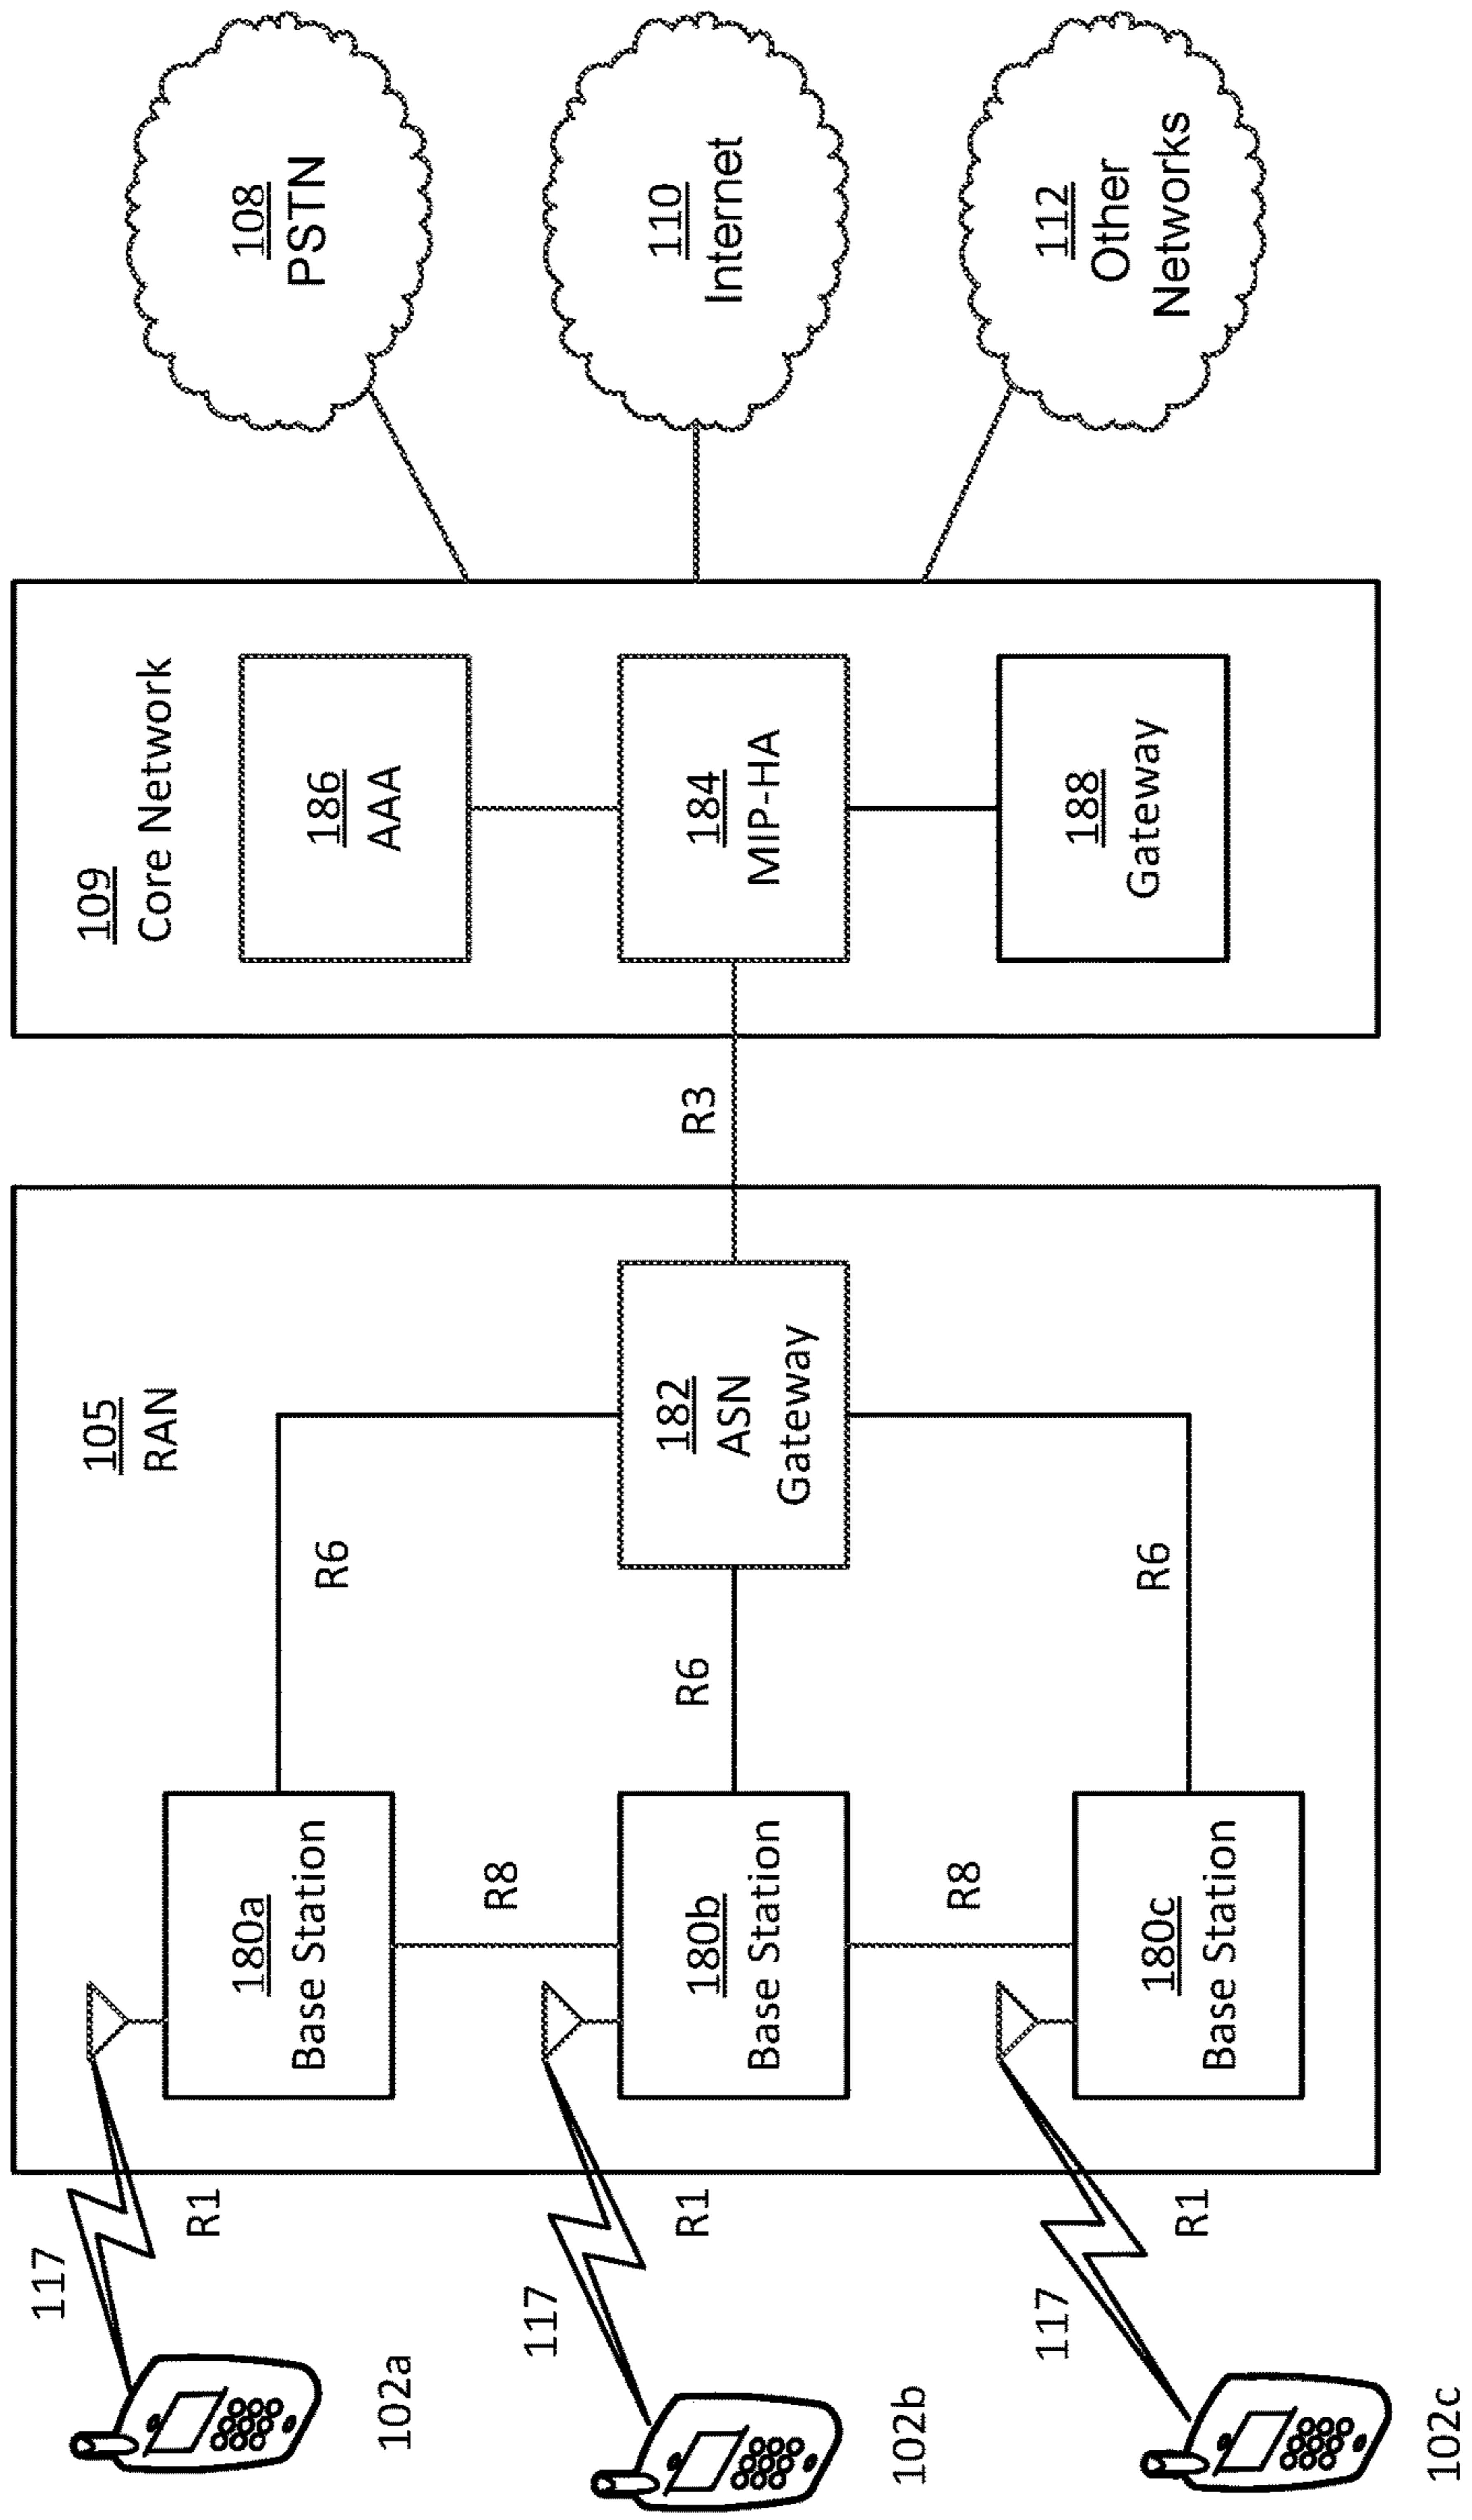 117
R1
102a
117
R1
102b
117
R1
102c
105
RAN
180a
Base Station
R8
180b
Base Station
R8
180c
Base Station
R6
R6
R6
182
ASN
Gateway
R3
109
Core Network
186
AAA
184
MIP-HA
188
Gateway
108
PSTN
110
Internet
112
Other
Networks